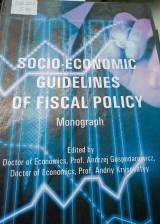 SOCIO-ECONOMIC
GUIDELINES
OF FISCAL POLICY
Monograph
Edited by
Doctor of Economics, Prof. Andrzej Gospodarowicz,
Doctor of Economics, Prof. Andriy Krysovatyy